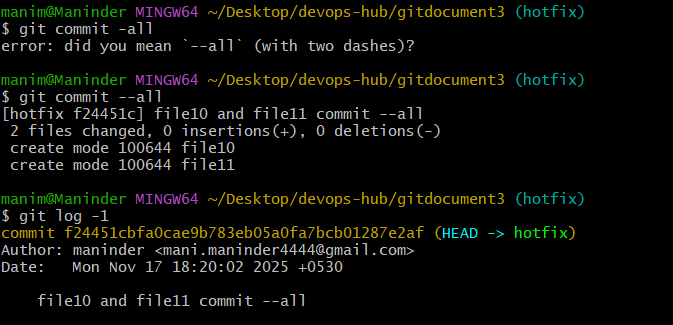 manim@Maninder MINGW64 ~/Desktop/devops-hub/gitdocument3 (hotfix)
$ git commit -all
error: did you mean `--all` (with two dashes)?
manim@Maninder MINGW64 ~/Desktop/devops-hub/gitdocument3 (hotfix)
$ git commit --all
[hotfix f24451c] file10 and file11 commit --all
 2 files changed, 0 insertions(+), 0 deletions(-)
 create mode 100644 file10
 create mode 100644 file11
manim@Maninder MINGW64 ~/Desktop/devops-hub/gitdocument3 (hotfix)
$ git log -1
commit f24451cbfa0cae9b783eb05a0fa7bcb01287e2af (HEAD -> hotfix)
Author: maninder <mani.maninder4444@gmail.com>
Date:   Mon Nov 17 18:20:02 2025 +0530
    file10 and file11 commit --all